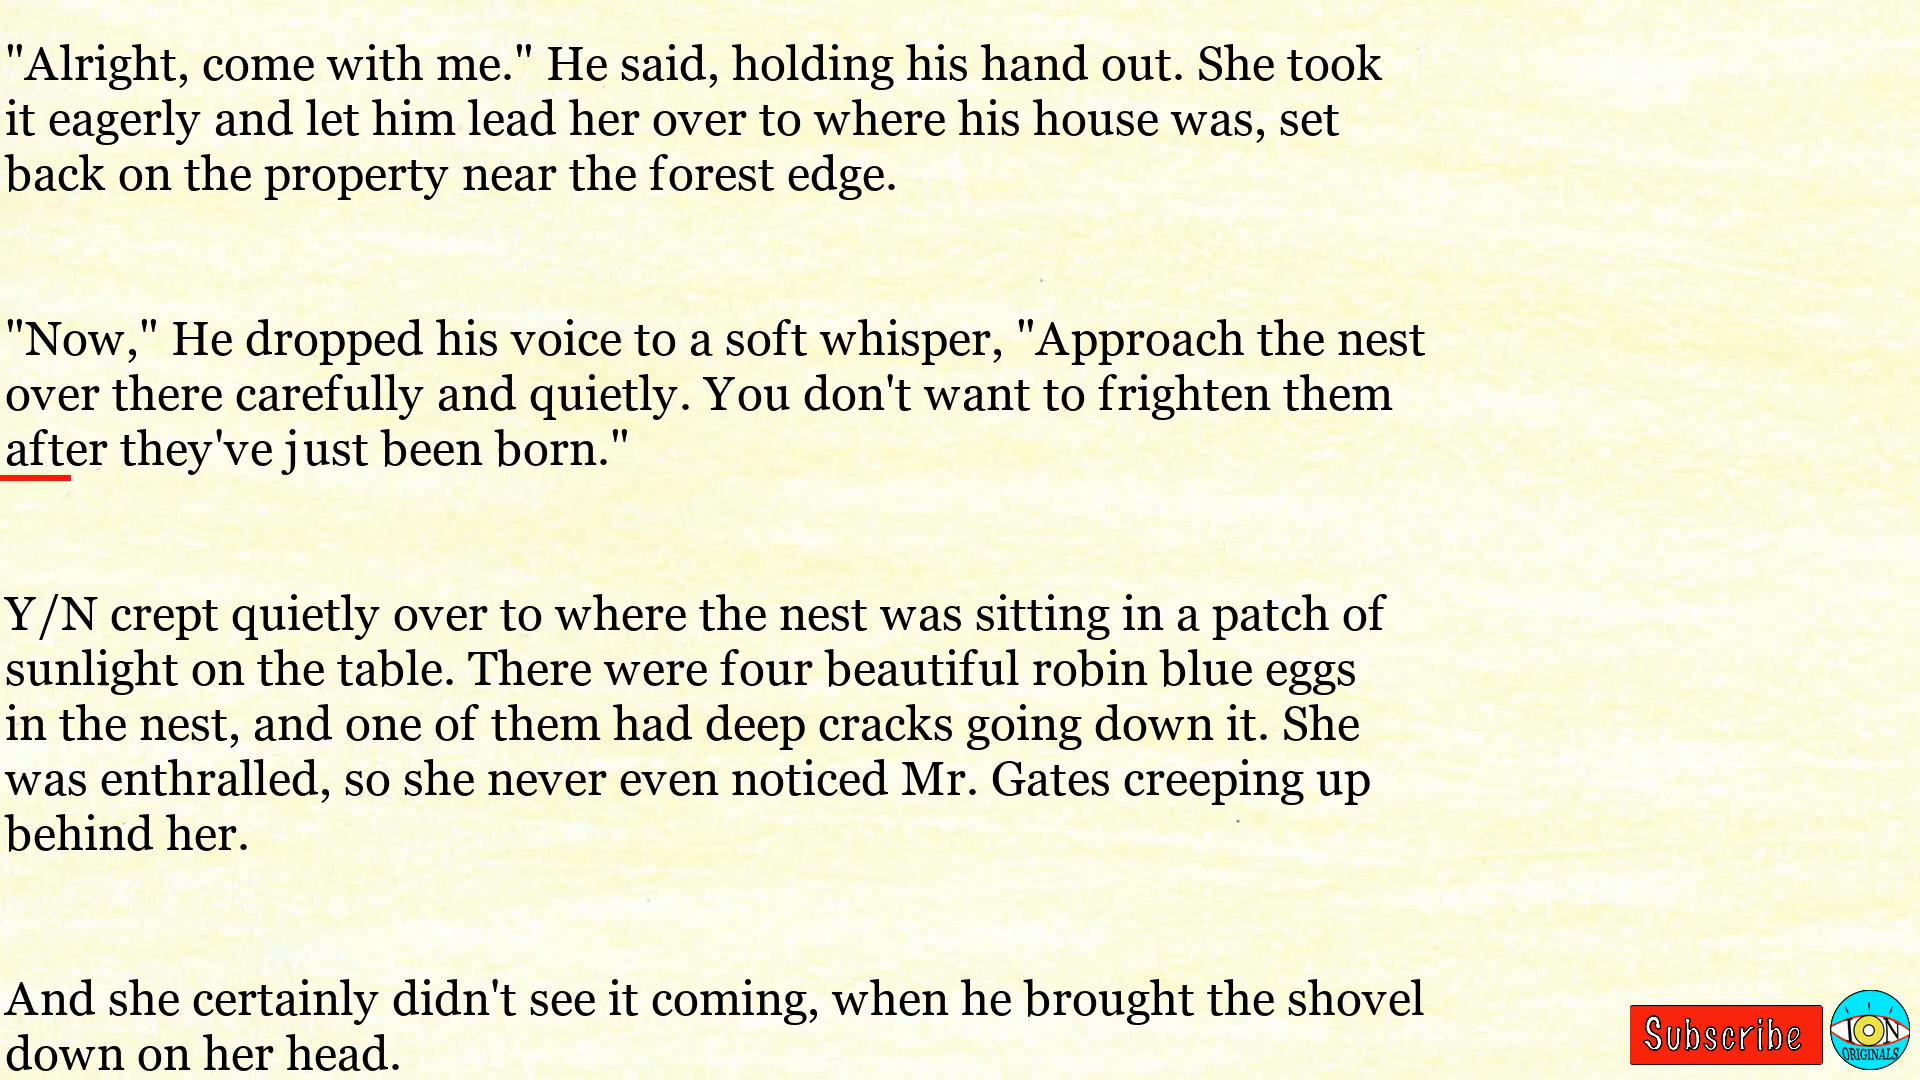 "Alright, come with me." He said, holding his hand out. She took
it eagerly and let him lead her over to where his house was, set
back on the property near the forest edge.
"Now," He dropped his voice to a soft whisper, "Approach the nest
over there carefully and quietly. You don't want to frighten them
after they've just been born."
Y/N crept quietly over to where the nest was sitting in a patch of
sunlight on the table. There were four beautiful robin blue eggs
in the nest, and one of them had deep cracks going down it. She
was enthralled, so she never even noticed Mr. Gates creeping up
behind her.
And she certainly didn't see it coming, when he brought the shovel
down on her head.
Subscribe
ION
ORIGINALS